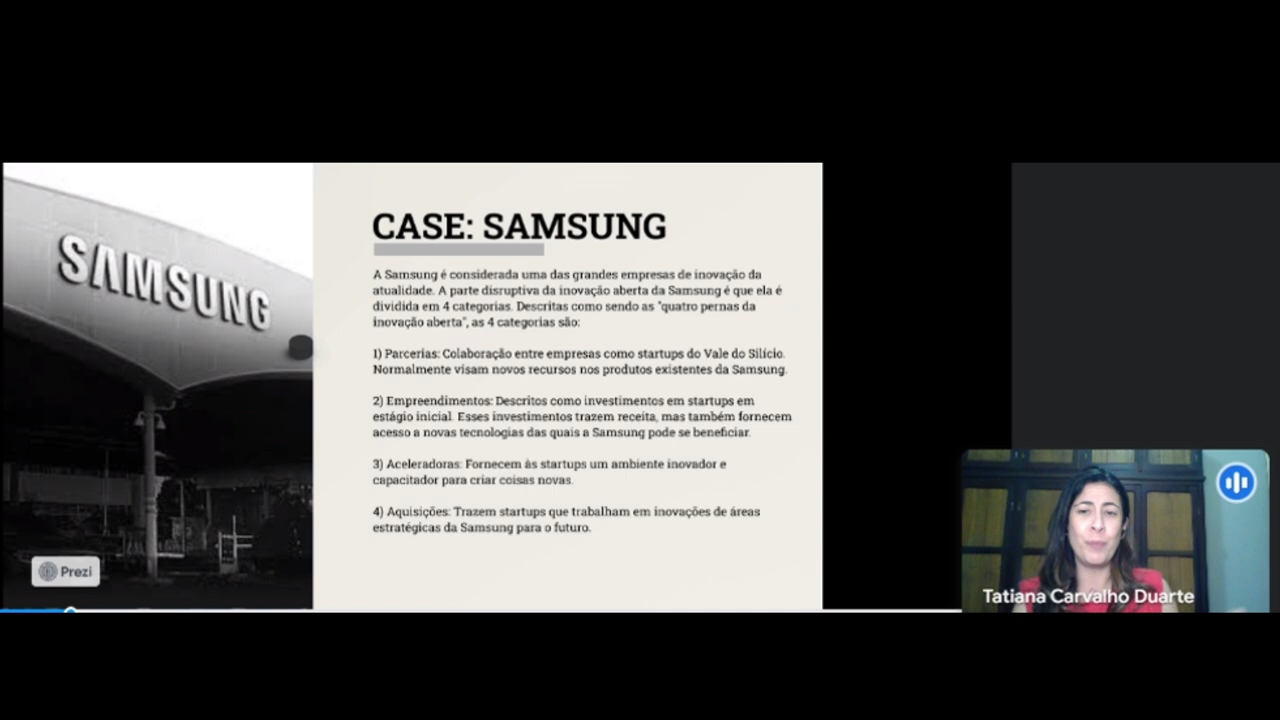 SAMSUNG
CASE: SAMSUNG
A Samsung é considerada uma das grandes empresas de inovação da
atualidade. A parte disruptiva da inovação aberta da Samsung é que ela é
dividida em 4 categorias. Descritas como sendo as "quatro pernas da
inovação aberta", as 4 categorias são:
1) Parcerias: Colaboração entre empresas como startups do Vale do Silício.
Normalmente visam novos recursos nos produtos existentes da Samsung.
2) Empreendimentos: Descritos como investimentos em startups em
estágio inicial. Esses investimentos trazem receita, mas também fornecem
acesso a novas tecnologias das quais a Samsung pode se beneficiar.
3) Aceleradoras: Fornecem às startups um ambiente inovador e
capacitador para criar coisas novas.
4) Aquisições: Trazem startups que trabalham em inovações de áreas
estratégicas da Samsung para o futuro.
Prezi
Tatiana Carvalho Duarte